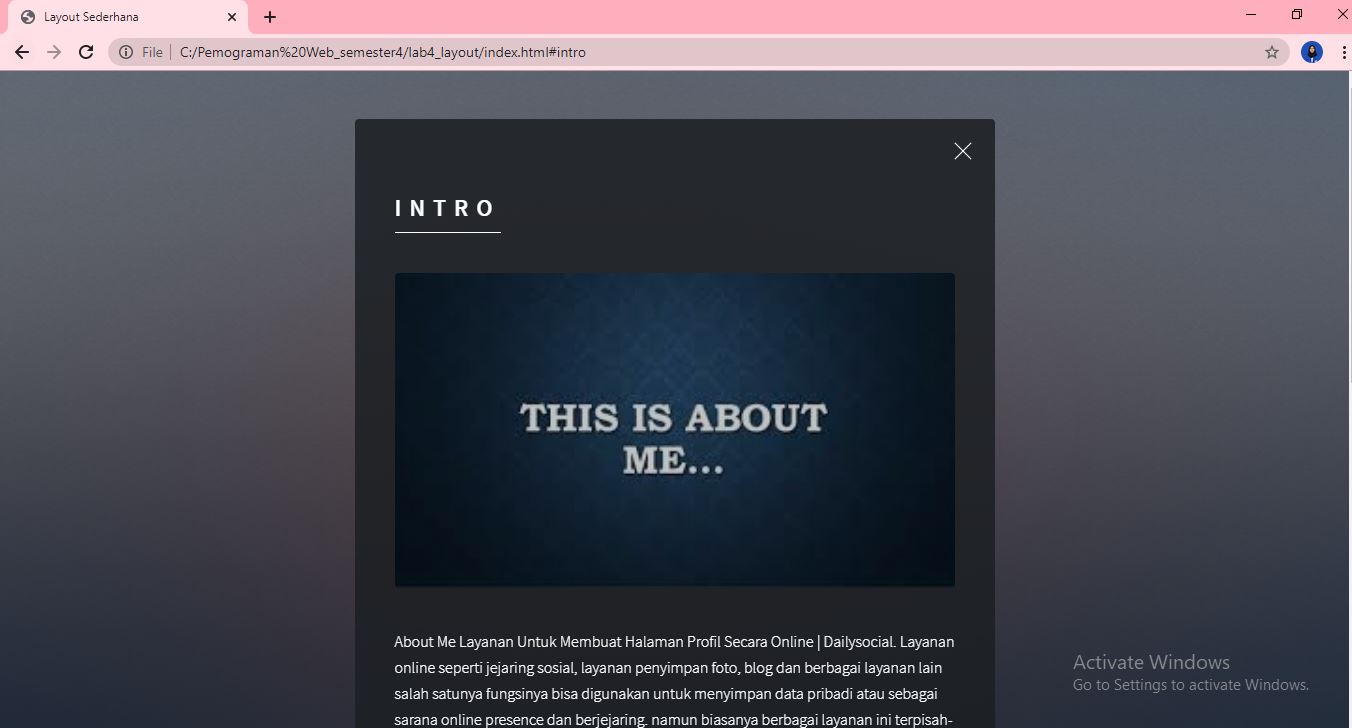 Layout Sederhana
File | C:/Pemograman%20Web_semester4/lab4_layout/index.html#intro
INTRO
THIS IS ABOUT
ME...
About Me Layanan Untuk Membuat Halaman Profil Secara Online | Dailysocial. Layanan
online seperti jejaring sosial, layanan penyimpan foto, blog dan berbagai layanan lain
salah satunya fungsinya bisa digunakan untuk menyimpan data pribadi atau sebagai
sarana online presence dan berjejaring. namun biasanya berbagai layanan ini terpisah-
Activate Windows
Go to Settings to activate Windows.